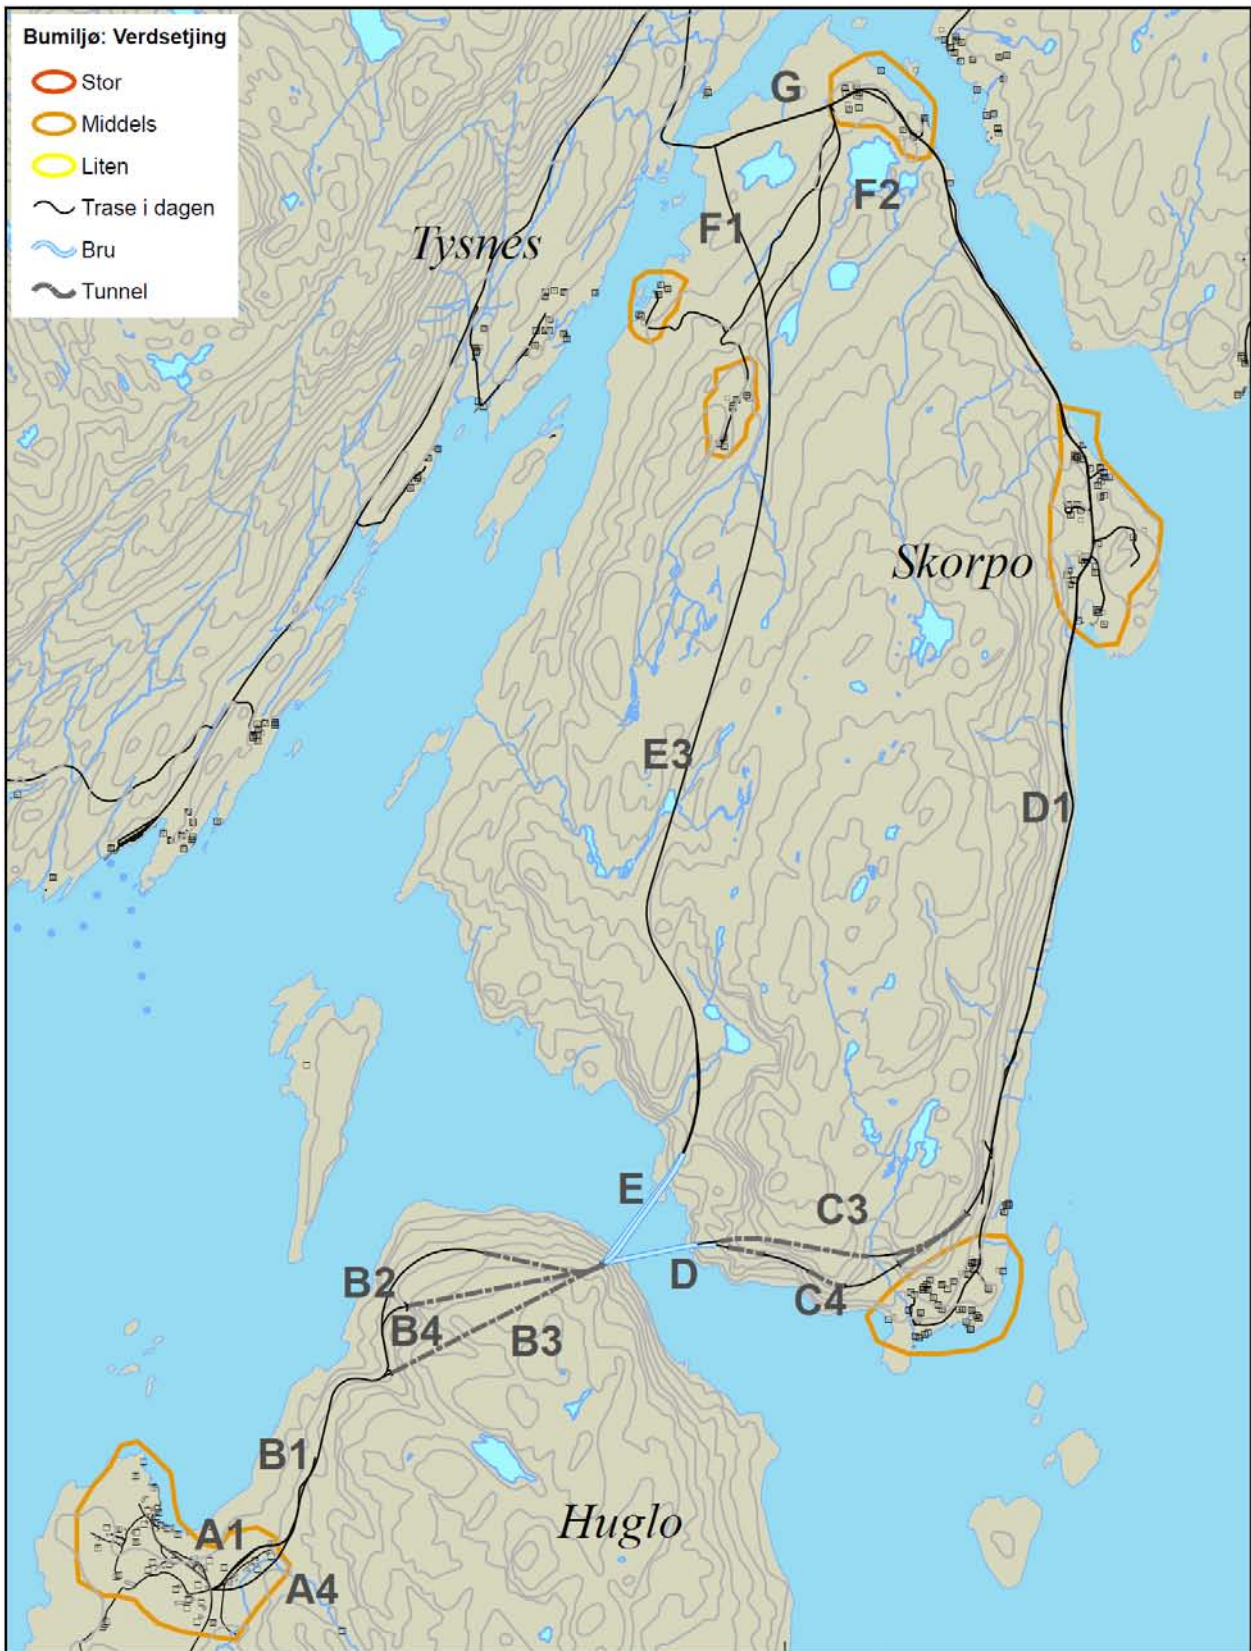 Bumiljø: Verdsetjing
Stor
Middels
Liten
Trase i dagen
Bru
Tunnel
G
F2
F1
Tysnes
Skorpo
E3
D1
E
C3
D
B2
C4
B4
B3
B1
Huglo
A1
A4